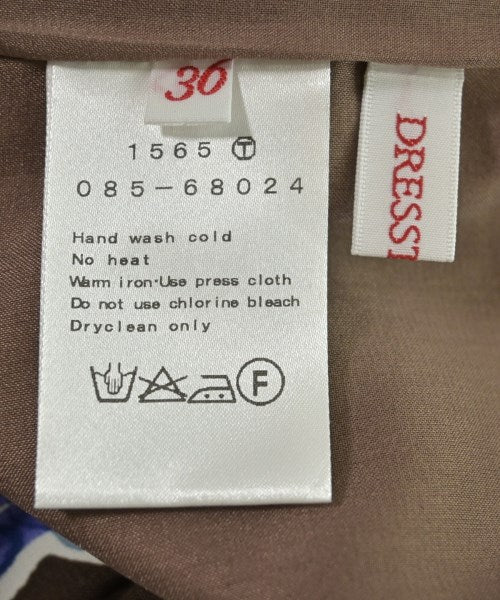 36
1565 Ⓣ
085-68024
Hand wash cold
No heat
Warm iron·Use press cloth
Do not use chlorine bleach
Dryclean only
F
DRESST